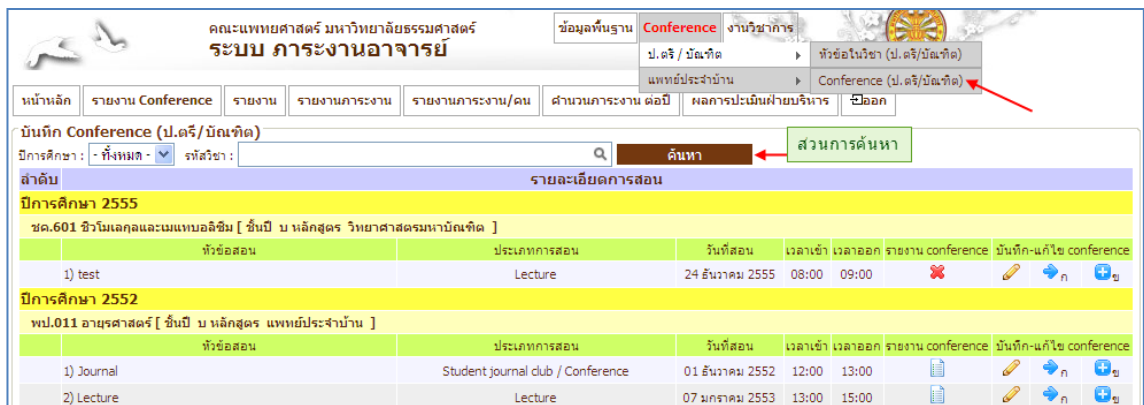 คณะแพทยศาสตร์ มหาวิทยาลัยธรรมศาสตร์
ระบบ ภาระงานอาจารย์
ข้อมูลพื้นฐาน Conference งานวิชาการ
ป.ตรี / บัณฑิต หัวข้อในวิชา (ป.ตรี/บัณฑิต)
แพทย์ประจำบ้าน Conference (ป.ตรี/บัณฑิต)
หน้าหลัก รายงาน Conference รายงาน รายงานภาระงาน รายงานภาระงาน/คน คำนวนภาระงาน ต่อปี ผลการประเมินฝ่ายบริหาร ออก
บันทึก Conference (ป.ตรี/บัณฑิต)
ปีการศึกษา : - ทั้งหมด - รหัสวิชา : ค้นหา
ส่วนการค้นหา
ลำดับ รายละเอียดการสอน
ปีการศึกษา 2555
ชค.601 ชีวโมเลกุลและเมแทบอลิซึม [ ชั้นปี บ หลักสูตร วิทยาศาสตรมหาบัณฑิต ]
หัวข้อสอน ประเภทการสอน วันที่สอน เวลาเข้า เวลาออก รายงาน conference บันทึก-แก้ไข conference
1) test Lecture 24 ธันวาคม 2555 08:00 09:00 ก ข
ปีการศึกษา 2552
พป.011 อายุรศาสตร์ [ ชั้นปี บ หลักสูตร แพทย์ประจำบ้าน ]
หัวข้อสอน ประเภทการสอน วันที่สอน เวลาเข้า เวลาออก รายงาน conference บันทึก-แก้ไข conference
1) Journal Student journal club / Conference 01 ธันวาคม 2552 12:00 13:00 ก ข
2) Lecture Lecture 07 มกราคม 2553 13:00 15:00 ก ข